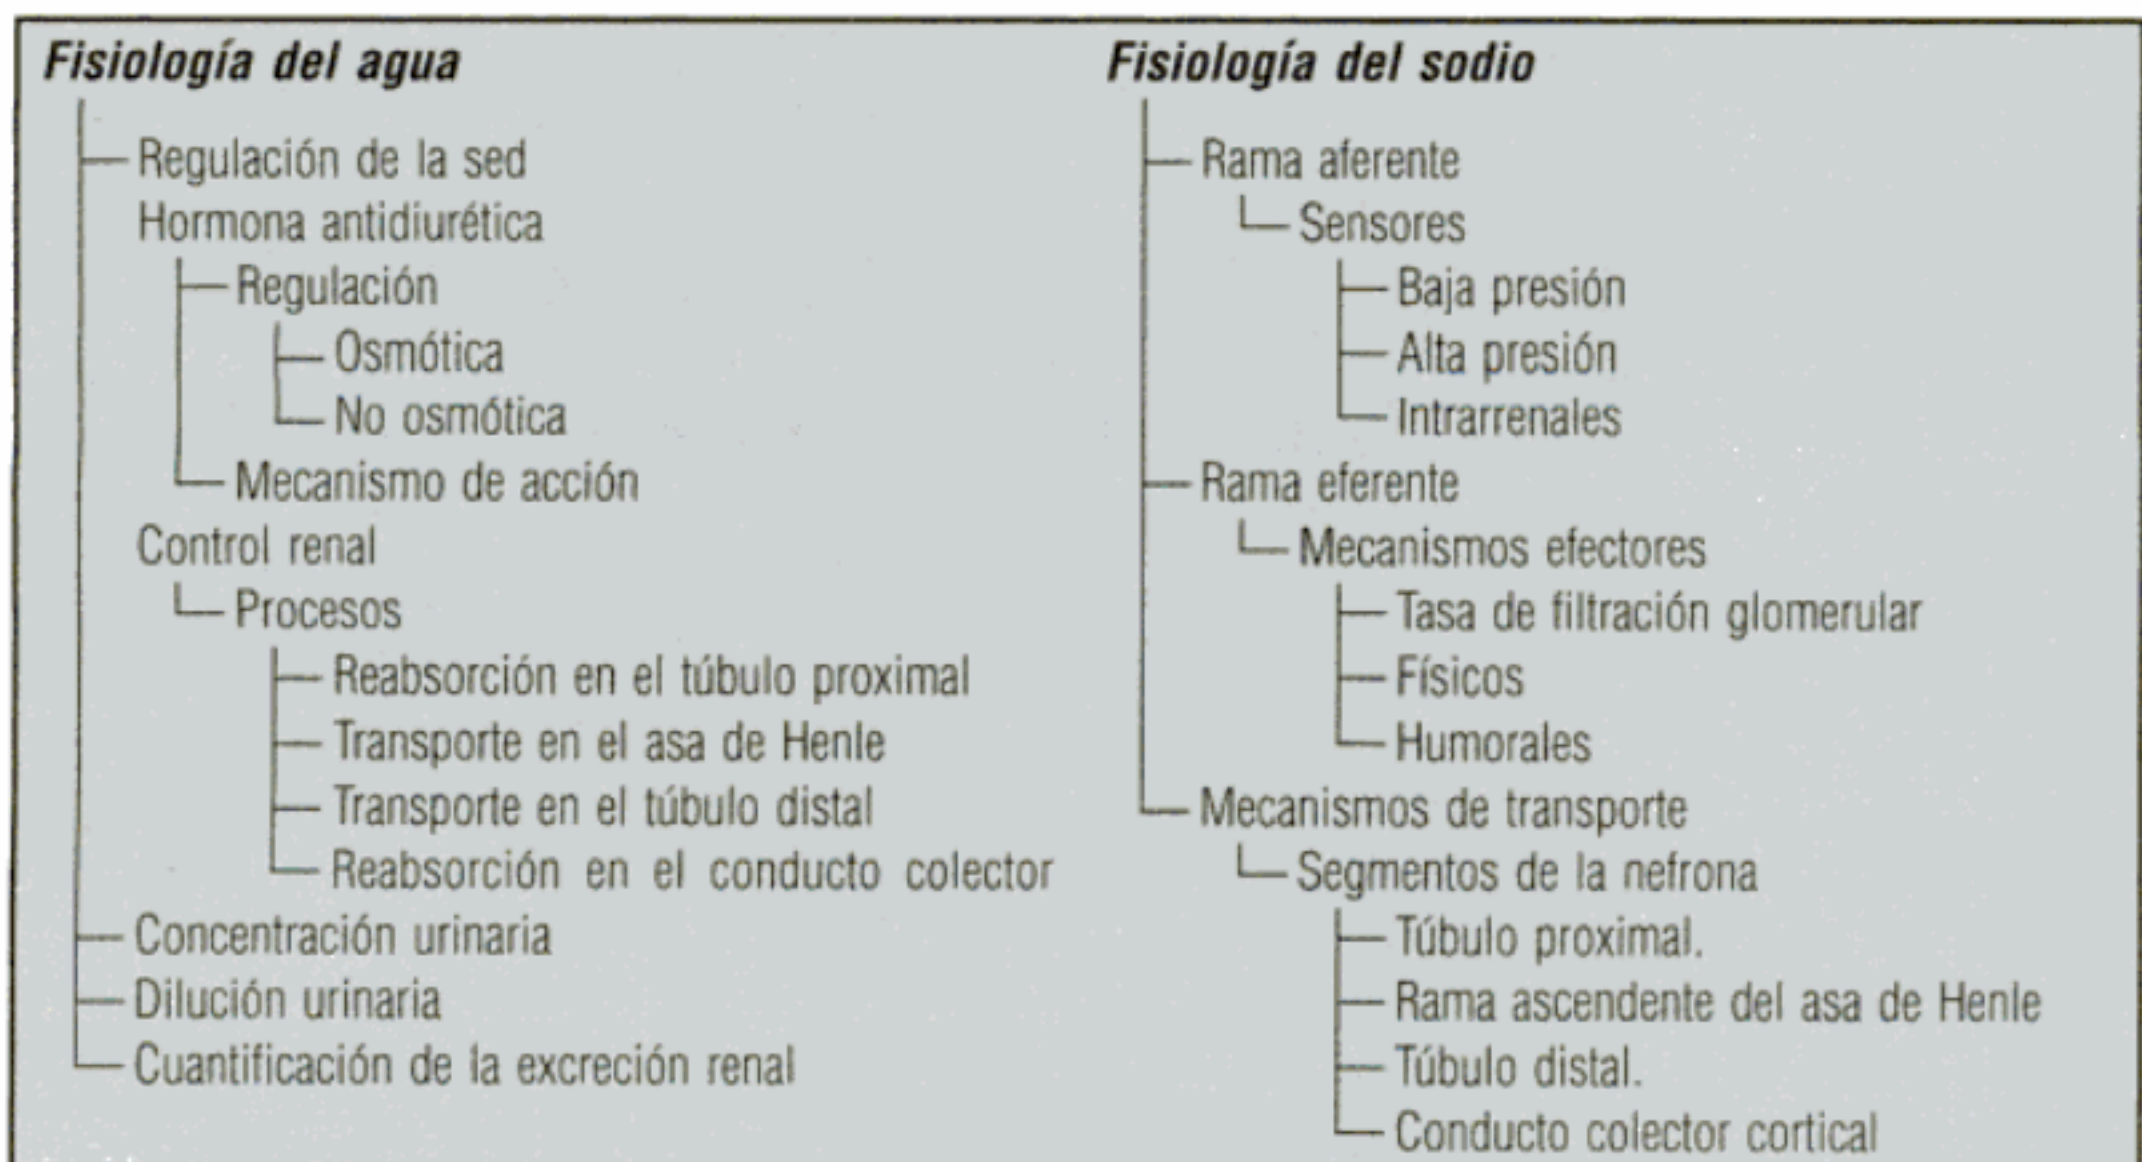 Fisiología del agua
Regulación de la sed
Hormona antidiurética
Regulación
Osmótica
No osmótica
Mecanismo de acción
Control renal
Procesos
Reabsorción en el túbulo proximal
Transporte en el asa de Henle
Transporte en el túbulo distal
Reabsorción en el conducto colector
Concentración urinaria
Dilución urinaria
Cuantificación de la excreción renal
Fisiología del sodio
Rama aferente
Sensores
Baja presión
Alta presión
Intrarrenales
Rama eferente
Mecanismos efectores
Tasa de filtración glomerular
Físicos
Humorales
Mecanismos de transporte
Segmentos de la nefrona
Túbulo proximal.
Rama ascendente del asa de Henle
Túbulo distal.
Conducto colector cortical